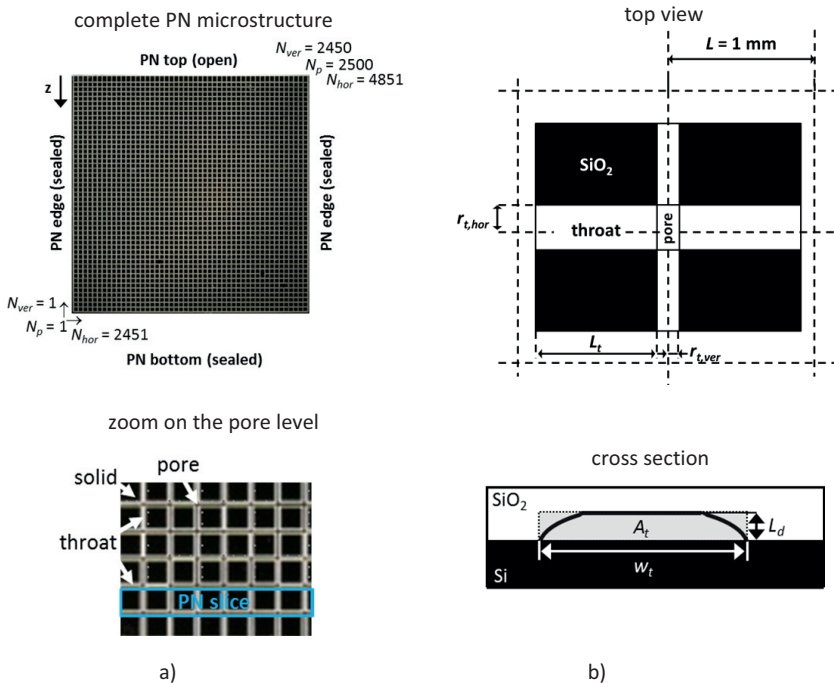 complete PN microstructure
N_ver = 2450
N_p = 2500
N_hor = 4851
PN top (open)
z
PN edge (sealed)
PN edge (sealed)
N_ver = 1
N_p = 1
N_hor = 2451
PN bottom (sealed)
zoom on the pore level
solid
pore
throat
PN slice
a)
top view
L = 1 mm
SiO₂
r_t,hor
throat
pore
L_t
r_t,ver
cross section
SiO₂
A_t
L_d
w_t
Si
b)